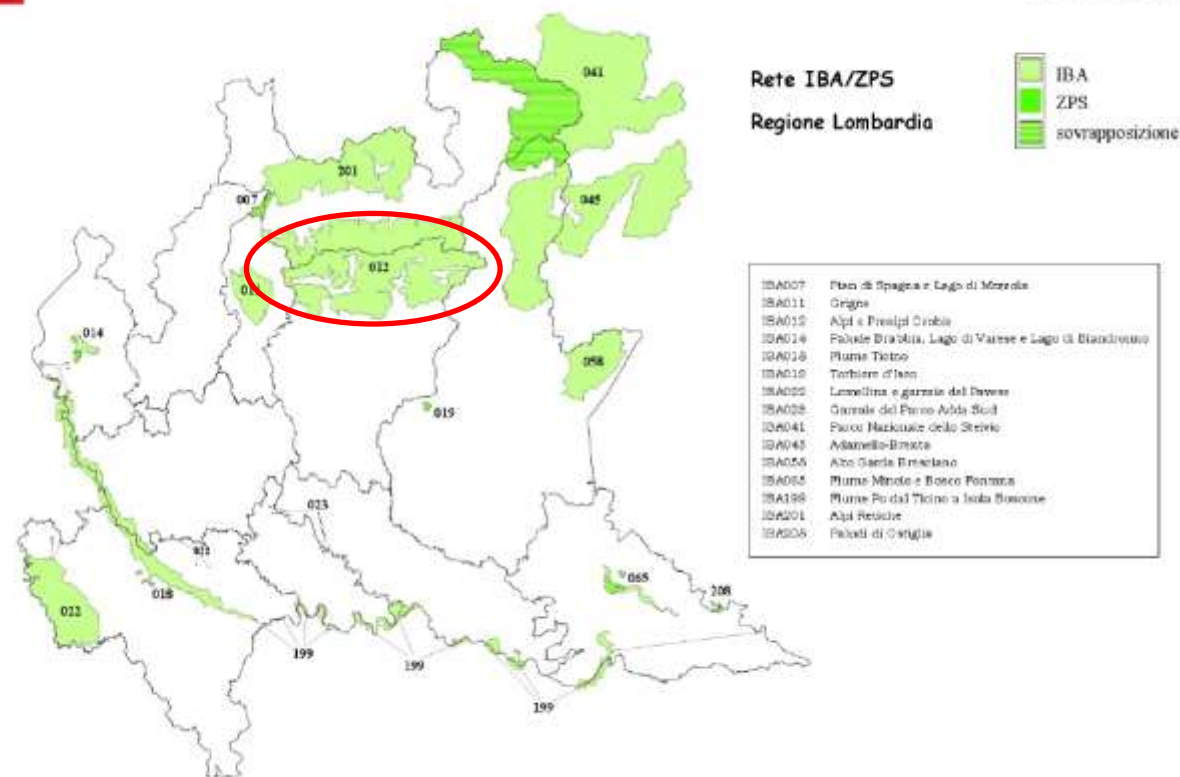 Rete IBA/ZPS
Regione Lombardia
IBA
ZPS
sovrapposizione
041
201
007
045
012
014
058
019
023
022
018
065
208
022
199
199
199
IBA007 Pian di Spagna e Lago di Mezzola
IBA011 Grigne
IBA012 Alpi e Prealpi Orobie
IBA014 Palude Brabbia, Lago di Varese e Lago di Biandronno
IBA018 Fiume Ticino
IBA019 Torbiere d'Iseo
IBA022 Lomellina e garzaie del Pavese
IBA023 Garzaie del Parco Adda Sud
IBA041 Parco Nazionale dello Stelvio
IBA045 Adamello-Brenta
IBA058 Alto Garda Bresciano
IBA065 Fiume Mincio e Bosco Fontana
IBA199 Fiume Po dal Ticino a Isola Boscone
IBA201 Alpi Retiche
IBA208 Paludi di Ostiglia